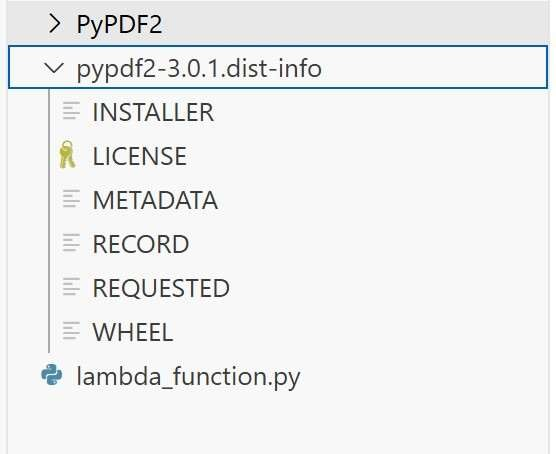 PyPDF2
pypdf2-3.0.1.dist-info
INSTALLER
LICENSE
METADATA
RECORD
REQUESTED
WHEEL
lambda_function.py